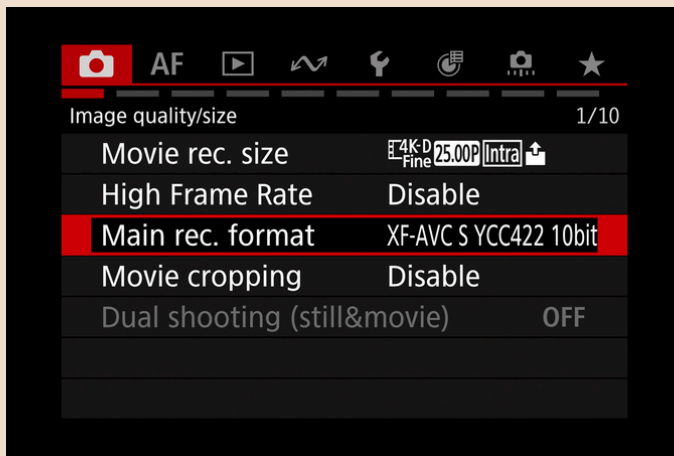 AF
Image quality/size 1/10
Movie rec. size 4K-D Fine 25.00P Intra
High Frame Rate Disable
Main rec. format XF-AVC S YCC422 10bit
Movie cropping Disable
Dual shooting (still&movie) OFF